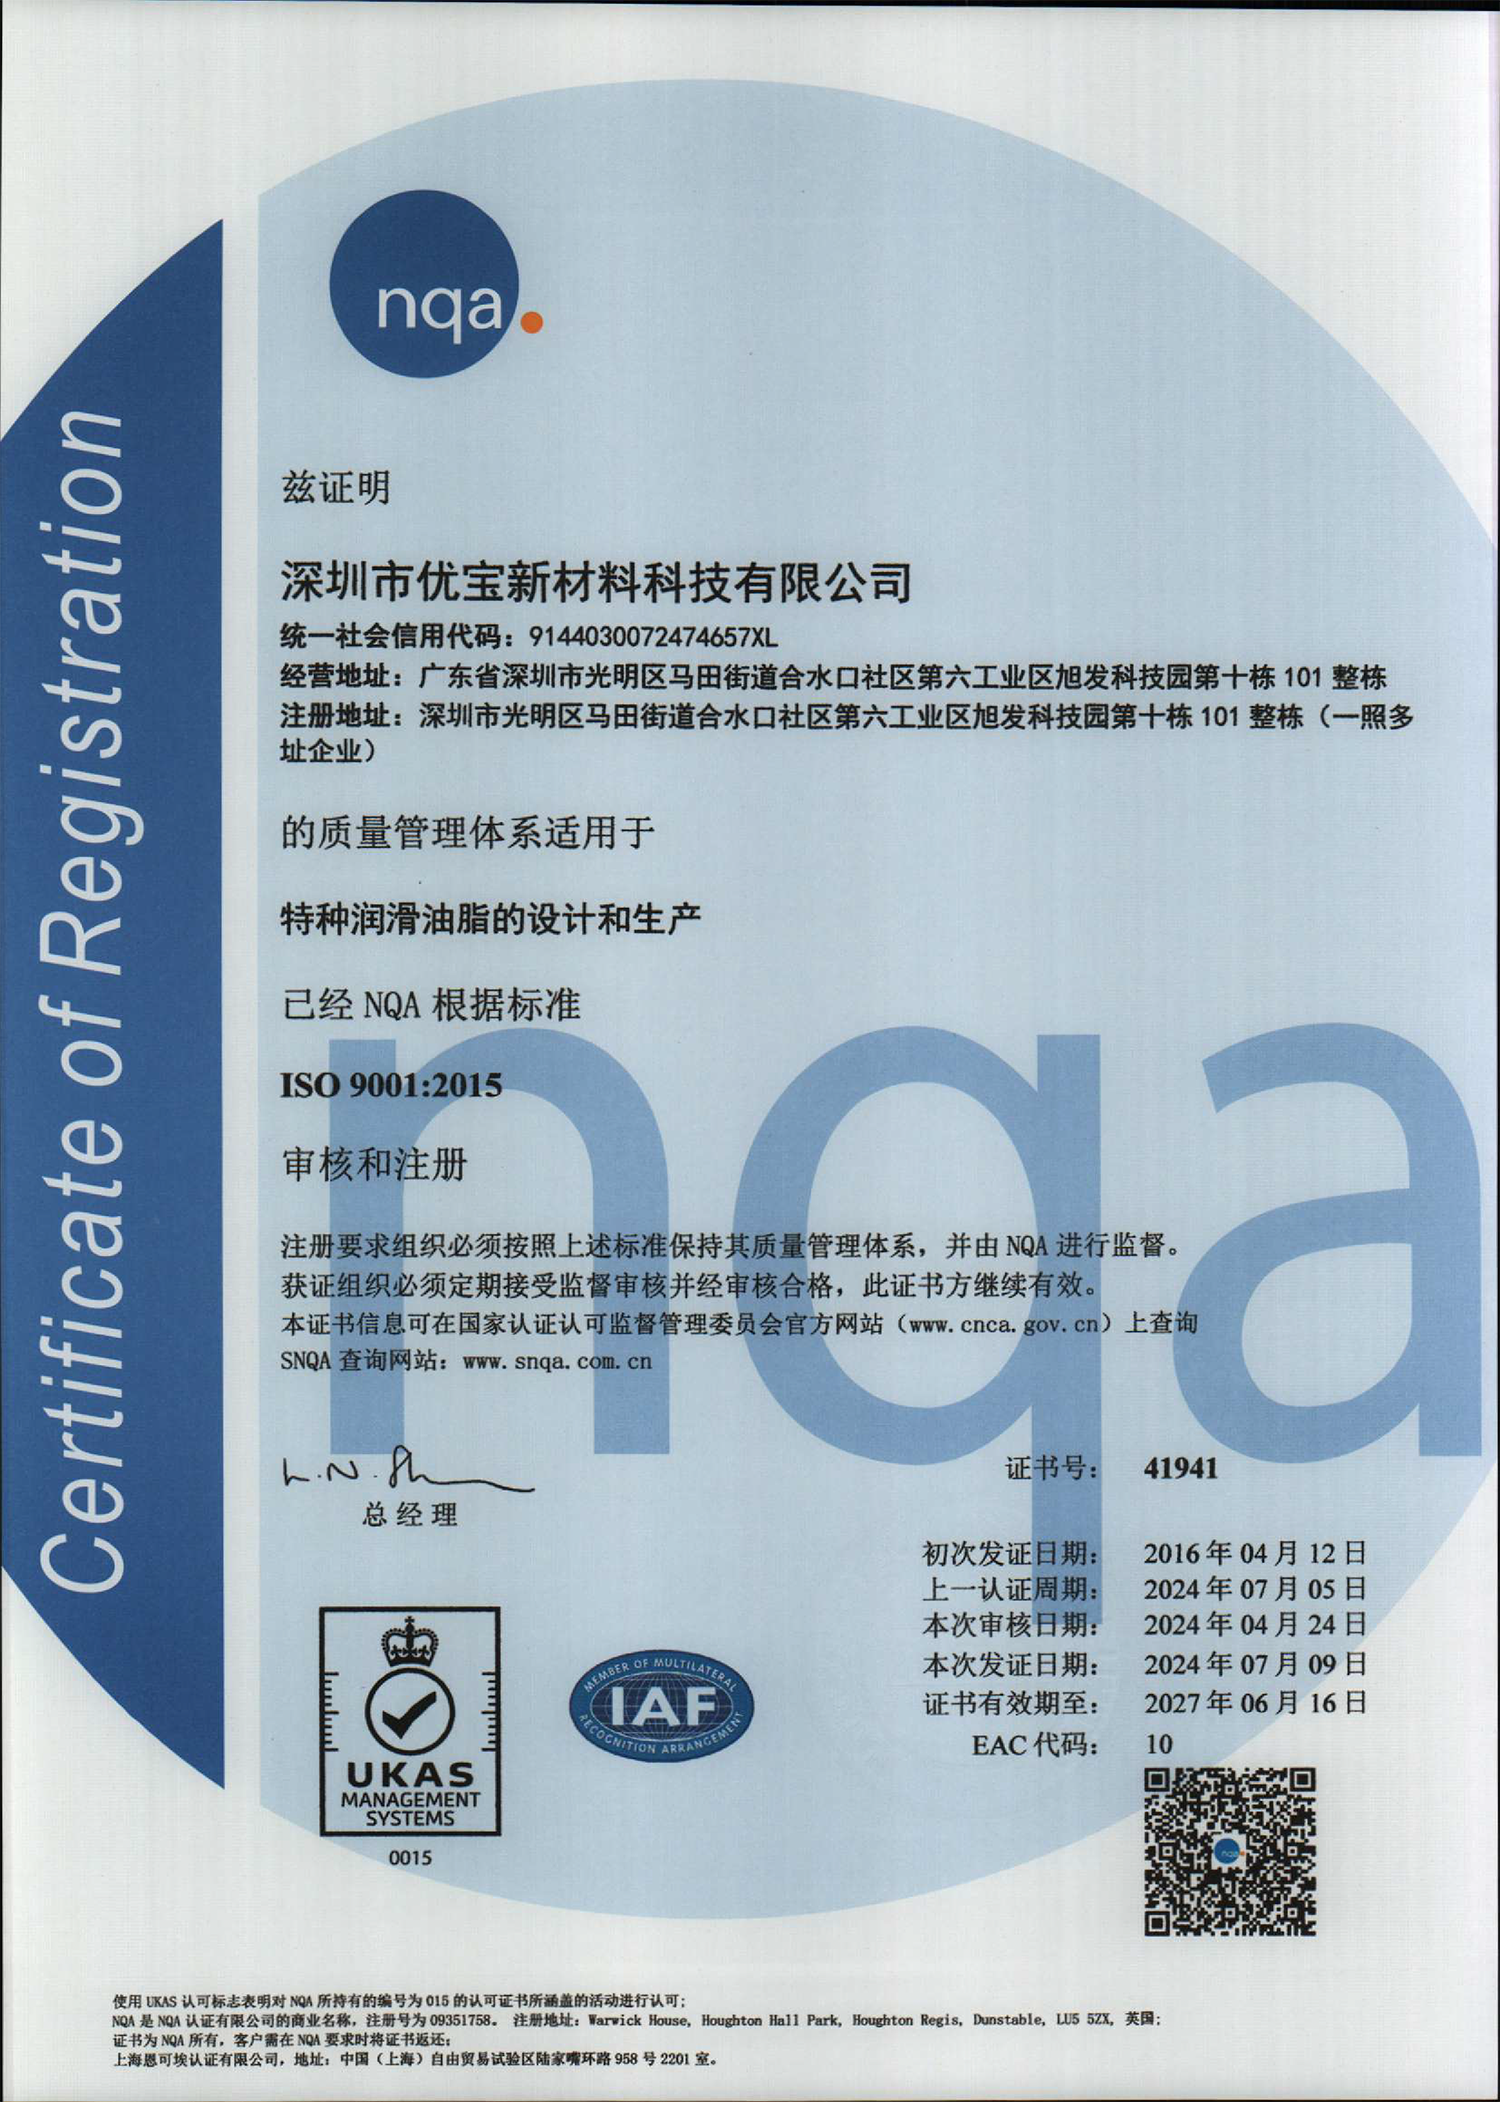 nqa.
Certificate of Registration
兹证明
深圳市优宝新材料科技有限公司
统一社会信用代码：9144030072474657XL
经营地址：广东省深圳市光明区马田街道合水口社区第六工业区旭发科技园第十栋 101 整栋
注册地址：深圳市光明区马田街道合水口社区第六工业区旭发科技园第十栋 101 整栋（一照多
址企业）
的质量管理体系适用于
特种润滑油脂的设计和生产
已经 NQA 根据标准
ISO 9001:2015
审核和注册
nqa
注册要求组织必须按照上述标准保持其质量管理体系，并由 NQA 进行监督。
获证组织必须定期接受监督审核并经审核合格，此证书方继续有效。
本证书信息可在国家认证认可监督管理委员会官方网站（www.cnca.gov.cn）上查询
SNQA 查询网站：www.snqa.com.cn
总 经 理
证书号： 41941
初次发证日期： 2016 年 04 月 12 日
上一认证周期： 2024 年 07 月 05 日
本次审核日期： 2024 年 04 月 24 日
本次发证日期： 2024 年 07 月 09 日
证书有效期至： 2027 年 06 月 16 日
EAC 代码： 10
UKAS
MANAGEMENT
SYSTEMS
0015
MEMBER OF MULTILATERAL
IAF
RECOGNITION ARRANGEMENT
nqa.
使用 UKAS 认可标志表明对 NQA 所持有的编号为 015 的认可证书所涵盖的活动进行认可；
NQA 是 NQA 认证有限公司的商业名称，注册号为 09351758。 注册地址：Warwick House, Houghton Hall Park, Houghton Regis, Dunstable, LU5 5ZX, 英国；
证书为 NQA 所有，客户需在 NQA 要求时将证书返还；
上海恩可埃认证有限公司，地址：中国（上海）自由贸易试验区陆家嘴环路 958 号 2201 室。